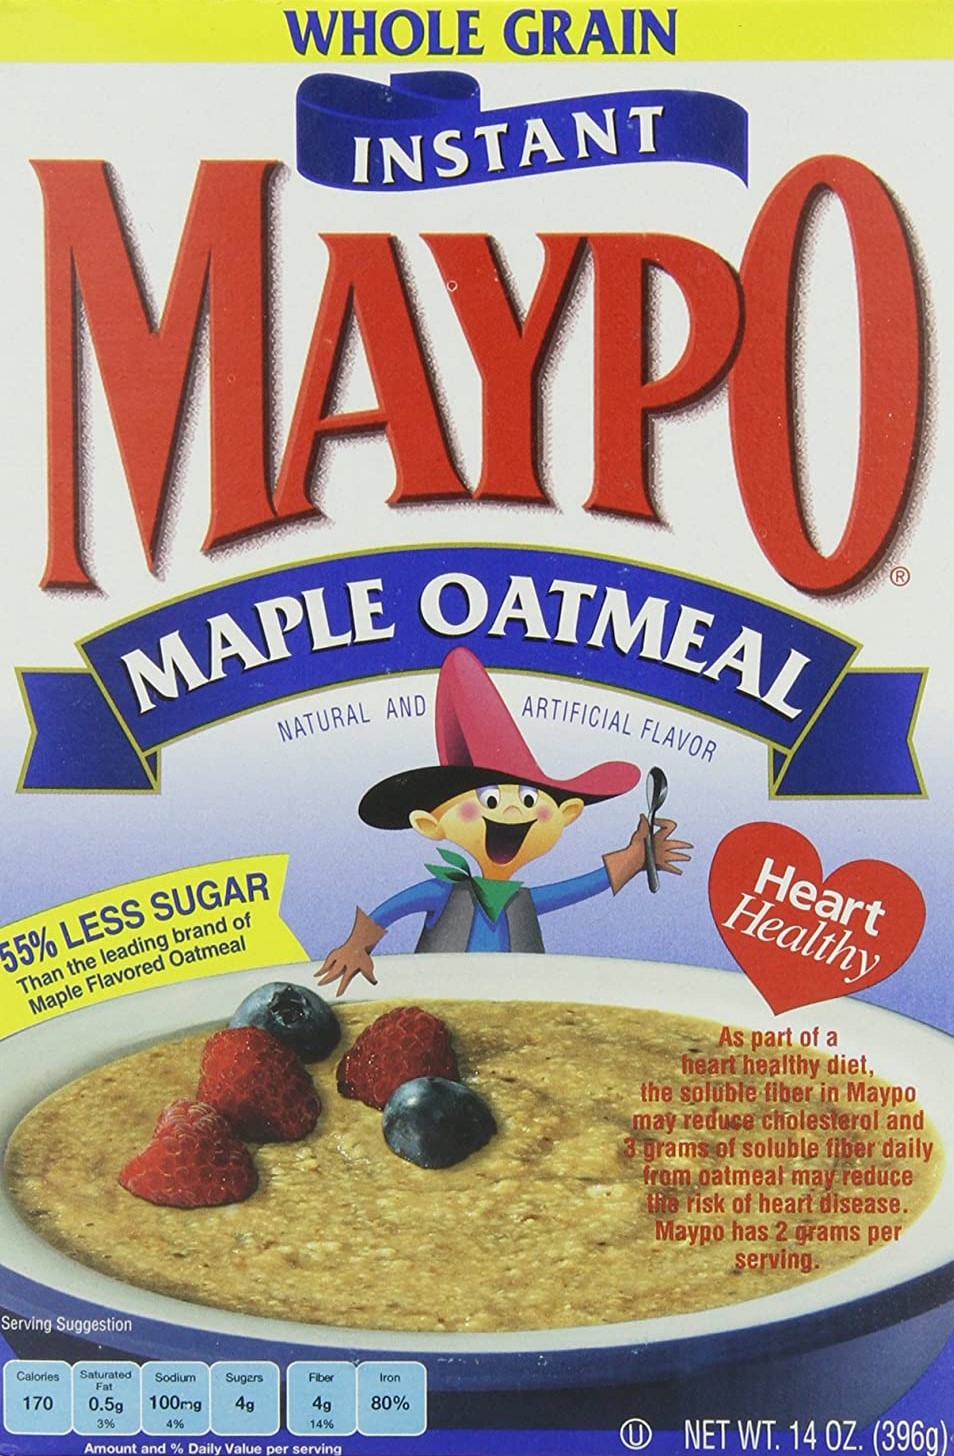 WHOLE GRAIN
INSTANT
MAYPO®
MAPLE OATMEAL
NATURAL AND ARTIFICIAL FLAVOR
55% LESS SUGAR
Than the leading brand of
Maple Flavored Oatmeal
Heart
Healthy
As part of a
heart healthy diet,
the soluble fiber in Maypo
may reduce cholesterol and
3 grams of soluble fiber daily
from oatmeal may reduce
the risk of heart disease.
Maypo has 2 grams per
serving.
Serving Suggestion
Calories Saturated Fat Sodium Sugars Fiber Iron
170 0.5g 100mg 4g 4g 80%
3% 4% 14%
Amount and % Daily Value per serving
U NET WT. 14 OZ. (396g)